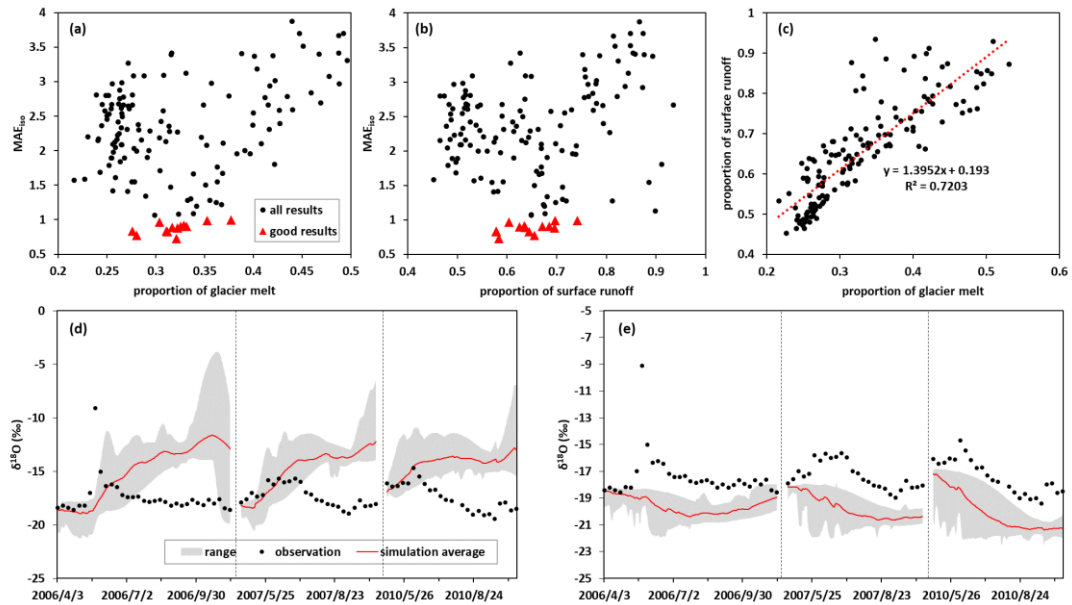 (a)
4
3.5
3
2.5
2
1.5
1
0.5
MAEiso
0.2 0.25 0.3 0.35 0.4 0.45 0.5
proportion of glacier melt
all results
good results
(b)
4
3.5
3
2.5
2
1.5
1
0.5
MAEiso
0.4 0.5 0.6 0.7 0.8 0.9 1
proportion of surface runoff
(c)
1
0.9
0.8
0.7
0.6
0.5
0.4
proportion of surface runoff
y = 1.3952x + 0.193
R² = 0.7203
0.2 0.3 0.4 0.5 0.6
proportion of glacier melt
(d)
0
-5
-10
-15
-20
-25
δ18O (‰)
range observation simulation average
2006/4/3 2006/7/2 2006/9/30 2007/5/25 2007/8/23 2010/5/26 2010/8/24
(e)
-5
-7
-9
-11
-13
-15
-17
-19
-21
-23
-25
δ18O (‰)
2006/4/3 2006/7/2 2006/9/30 2007/5/25 2007/8/23 2010/5/26 2010/8/24